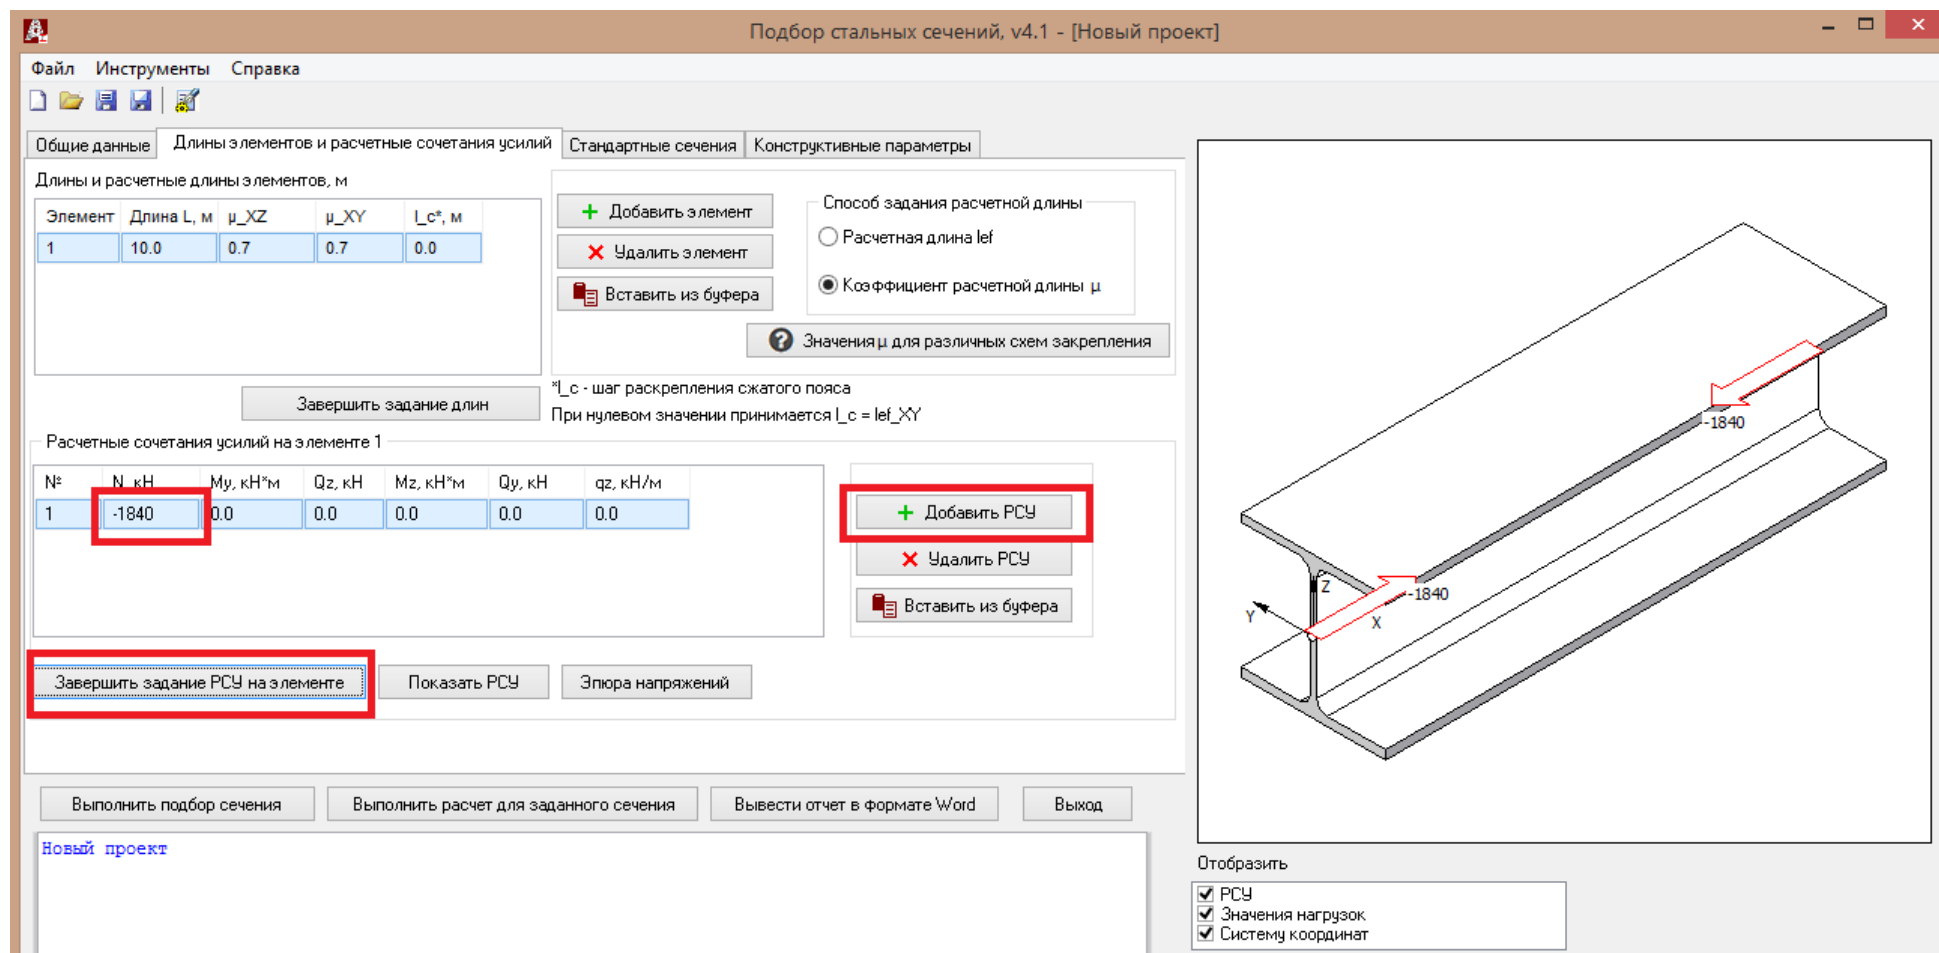 Подбор стальных сечений, v4.1 - [Новый проект]
Файл Инструменты Справка
Общие данные Длины элементов и расчетные сочетания усилий Стандартные сечения Конструктивные параметры
Длины и расчетные длины элементов, м
Элемент Длина L, м μ_XZ μ_XY l_c*, м
1 10.0 0.7 0.7 0.0
Добавить элемент
Удалить элемент
Вставить из буфера
Способ задания расчетной длины
Расчетная длина lef
Коэффициент расчетной длины μ
Значения μ для различных схем закрепления
Завершить задание длин
*l_c - шаг раскрепления сжатого пояса
При нулевом значении принимается l_c = lef_XY
Расчетные сочетания усилий на элементе 1
№ N, кН My, кН*м Qz, кН Mz, кН*м Qy, кН qz, кН/м
1 -1840 0.0 0.0 0.0 0.0 0.0
Добавить РСУ
Удалить РСУ
Вставить из буфера
Завершить задание РСУ на элементе Показать РСУ Эпюра напряжений
Выполнить подбор сечения Выполнить расчет для заданного сечения Вывести отчет в формате Word Выход
Новый проект
-1840
-1840
Z
Y
X
Отобразить
РСУ
Значения нагрузок
Систему координат